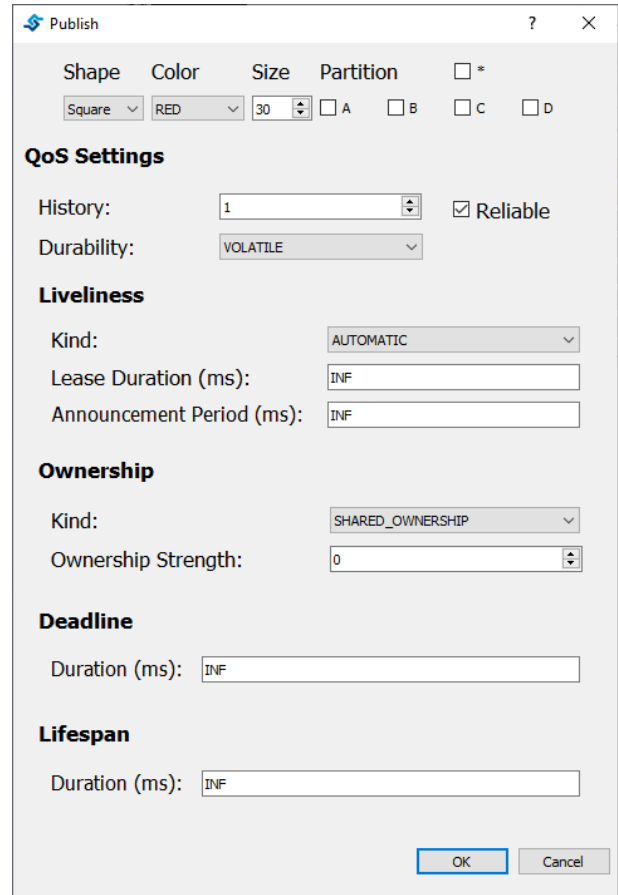 Publish ?
Shape Color Size Partition *
Square RED 30 A B C D
QoS Settings
History: 1 Reliable
Durability: VOLATILE
Liveliness
Kind: AUTOMATIC
Lease Duration (ms): INF
Announcement Period (ms): INF
Ownership
Kind: SHARED_OWNERSHIP
Ownership Strength: 0
Deadline
Duration (ms): INF
Lifespan
Duration (ms): INF
OK Cancel